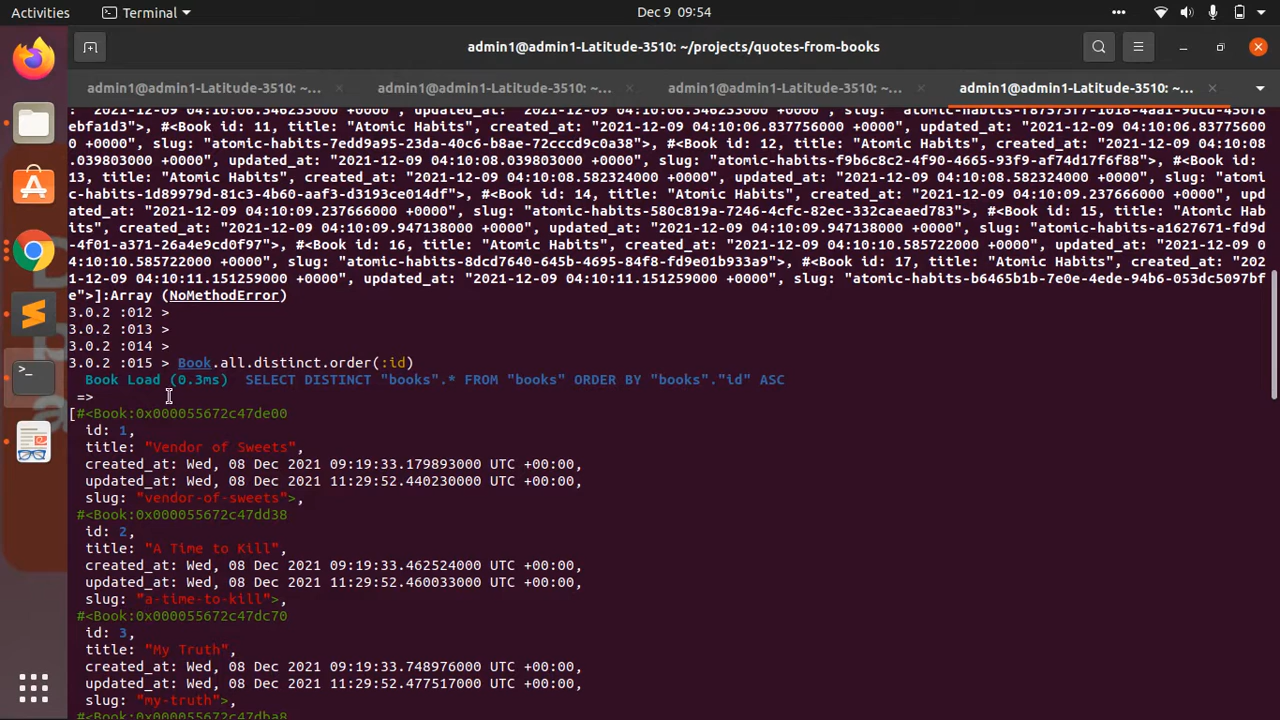 Activities Terminal Dec 9 09:54
admin1@admin1-Latitude-3510: ~/projects/quotes-from-books
admin1@admin1-Latitude-3510: ~... admin1@admin1-Latitude-3510: ~... admin1@admin1-Latitude-3510: ~... admin1@admin1-Latitude-3510: ~...
: "2021-12-09 04:10:06.346233000 +0000", updated_at: "2021-12-09 04:10:06.346233000 +0000", slug:
ebfa1d3">, #<Book id: 11, title: "Atomic Habits", created_at: "2021-12-09 04:10:06.837756000 +0000", updated_at: "2021-12-09 04:10:06.83775600
0 +0000", slug: "atomic-habits-7edd9a95-23da-40c6-b8ae-72cccd9c0a38">, #<Book id: 12, title: "Atomic Habits", created_at: "2021-12-09 04:10:08
.039803000 +0000", updated_at: "2021-12-09 04:10:08.039803000 +0000", slug: "atomic-habits-f9b6c8c2-4f90-4665-93f9-af74d17f6f88">, #<Book id:
13, title: "Atomic Habits", created_at: "2021-12-09 04:10:08.582324000 +0000", updated_at: "2021-12-09 04:10:08.582324000 +0000", slug: "atomi
c-habits-1d89979d-81c3-4b60-aaf3-d3193ce014df">, #<Book id: 14, title: "Atomic Habits", created_at: "2021-12-09 04:10:09.237666000 +0000", upd
ated_at: "2021-12-09 04:10:09.237666000 +0000", slug: "atomic-habits-580c819a-7246-4cfc-82ec-332caeaed783">, #<Book id: 15, title: "Atomic Hab
its", created_at: "2021-12-09 04:10:09.947138000 +0000", updated_at: "2021-12-09 04:10:09.947138000 +0000", slug: "atomic-habits-a1627671-fd9d
-4f01-a371-26a4e9cd0f97">, #<Book id: 16, title: "Atomic Habits", created_at: "2021-12-09 04:10:10.585722000 +0000", updated_at: "2021-12-09 0
4:10:10.585722000 +0000", slug: "atomic-habits-8dcd7640-645b-4695-84f8-fd9e01b933a9">, #<Book id: 17, title: "Atomic Habits", created_at: "202
1-12-09 04:10:11.151259000 +0000", updated_at: "2021-12-09 04:10:11.151259000 +0000", slug: "atomic-habits-b6465b1b-7e0e-4ede-94b6-053dc5097bf
e">]:Array (NoMethodError)
3.0.2 :012 >
3.0.2 :013 >
3.0.2 :014 >
3.0.2 :015 > Book.all.distinct.order(:id)
Book Load (0.3ms) SELECT DISTINCT "books".* FROM "books" ORDER BY "books"."id" ASC
=>
[#<Book:0x000055672c47de00
id: 1,
title: "Vendor of Sweets",
created_at: Wed, 08 Dec 2021 09:19:33.179893000 UTC +00:00,
updated_at: Wed, 08 Dec 2021 11:29:52.440230000 UTC +00:00,
slug: "vendor-of-sweets">,
#<Book:0x000055672c47dd38
id: 2,
title: "A Time to Kill",
created_at: Wed, 08 Dec 2021 09:19:33.462524000 UTC +00:00,
updated_at: Wed, 08 Dec 2021 11:29:52.460033000 UTC +00:00,
slug: "a-time-to-kill">,
#<Book:0x000055672c47dc70
id: 3,
title: "My Truth",
created_at: Wed, 08 Dec 2021 09:19:33.748976000 UTC +00:00,
updated_at: Wed, 08 Dec 2021 11:29:52.477517000 UTC +00:00,
slug: "my-truth">,
#<Book:0x000055672c47dba8